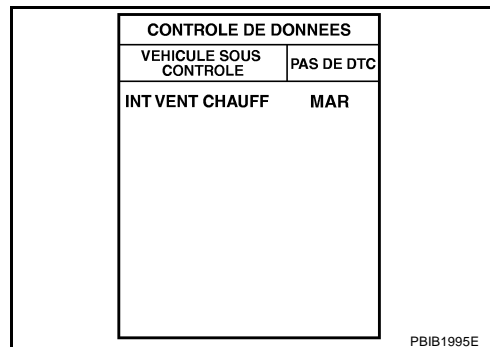 CONTROLE DE DONNEES
VEHICULE SOUS
CONTROLE
PAS DE DTC
INT VENT CHAUFF MAR
PBIB1995E